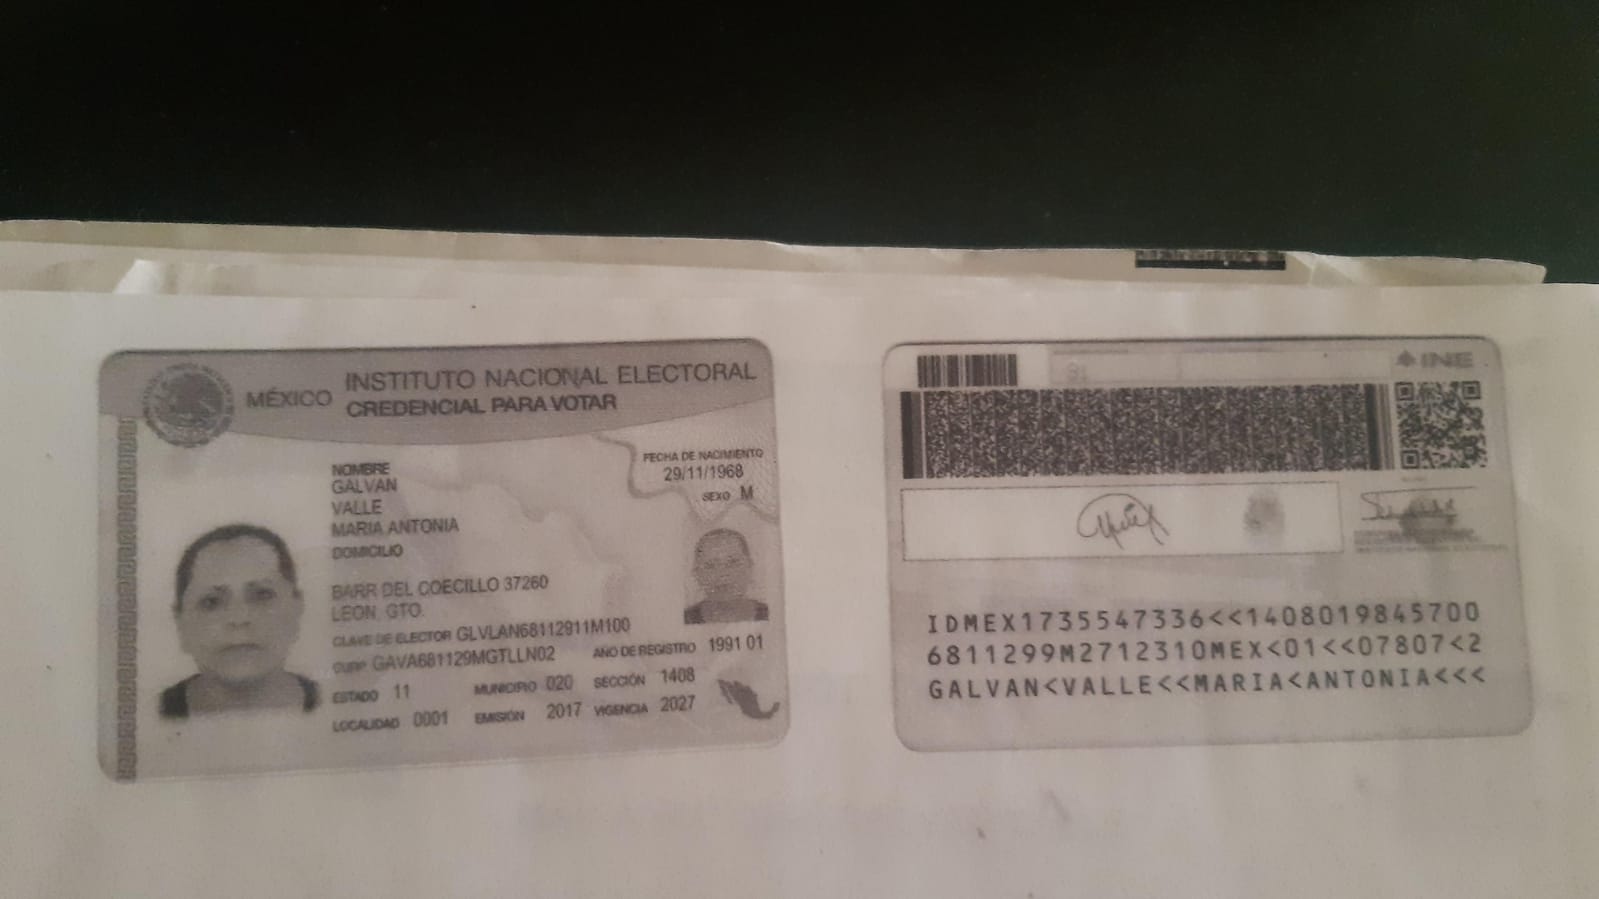 MÉXICO INSTITUTO NACIONAL ELECTORAL
CREDENCIAL PARA VOTAR
NOMBRE
GALVAN
VALLE
MARIA ANTONIA
DOMICILIO
BARR DEL COECILLO 37260
LEON, GTO.
CLAVE DE ELECTOR GLVLAN68112911M100
CURP GAVA681129MGTLLN02 AÑO DE REGISTRO 1991 01
ESTADO 11 MUNICIPIO 020 SECCIÓN 1408
LOCALIDAD 0001 EMISIÓN 2017 VIGENCIA 2027
FECHA DE NACIMIENTO
29/11/1968
SEXO M
INE
IDMEX1735547336<<1408019845700
6811299M2712310MEX<01<<07807<2
GALVAN<VALLE<<MARIA<ANTONIA<<<